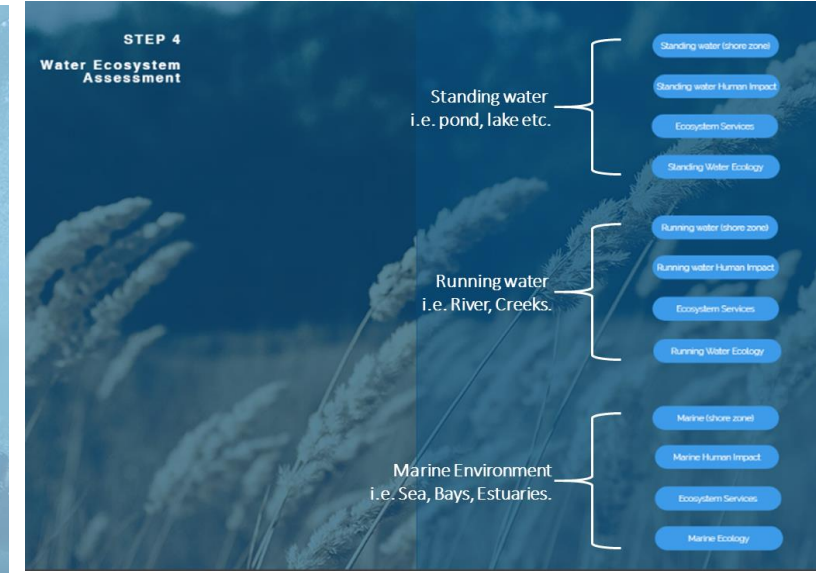 STEP 4
Water Ecosystem
Assessment
Standing water
i.e. pond, lake etc.
Standing water (shore zone)
Standing water Human Impact
Ecosystem Services
Standing Water Ecology
Running water
i.e. River, Creeks.
Running water (shore zone)
Running water Human Impact
Ecosystem Services
Running Water Ecology
Marine Environment
i.e. Sea, Bays, Estuaries.
Marine (shore zone)
Marine Human Impact
Ecosystem Services
Marine Ecology